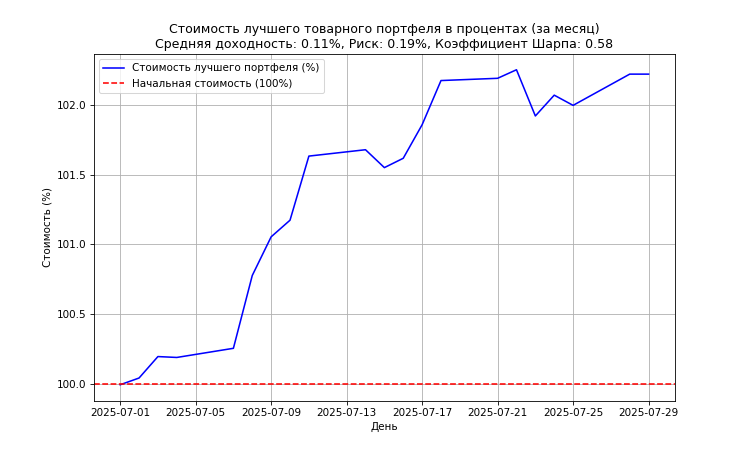 Стоимость лучшего товарного портфеля в процентах (за месяц)
Средняя доходность: 0.11%, Риск: 0.19%, Коэффициент Шарпа: 0.58
Стоимость лучшего портфеля (%)
Начальная стоимость (100%)
Стоимость (%)
102.0
101.5
101.0
100.5
100.0
2025-07-01 2025-07-05 2025-07-09 2025-07-13 2025-07-17 2025-07-21 2025-07-25 2025-07-29
День